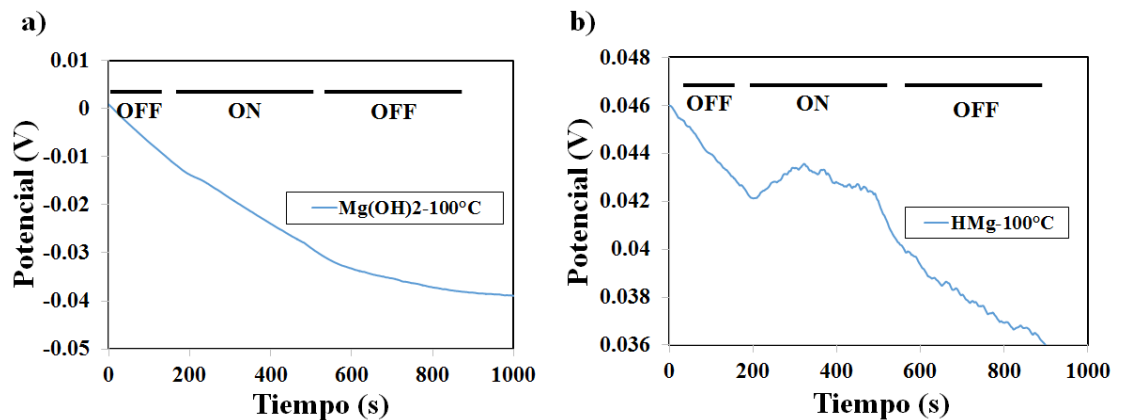 a)
0.01
0
-0.01
-0.02
-0.03
-0.04
-0.05
Potencial (V)
OFF ON OFF
Mg(OH)2-100°C
0 200 400 600 800 1000
Tiempo (s)
b)
0.048
0.046
0.044
0.042
0.04
0.038
0.036
Potencial (V)
OFF ON OFF
HMg-100°C
0 200 400 600 800 1000
Tiempo (s)